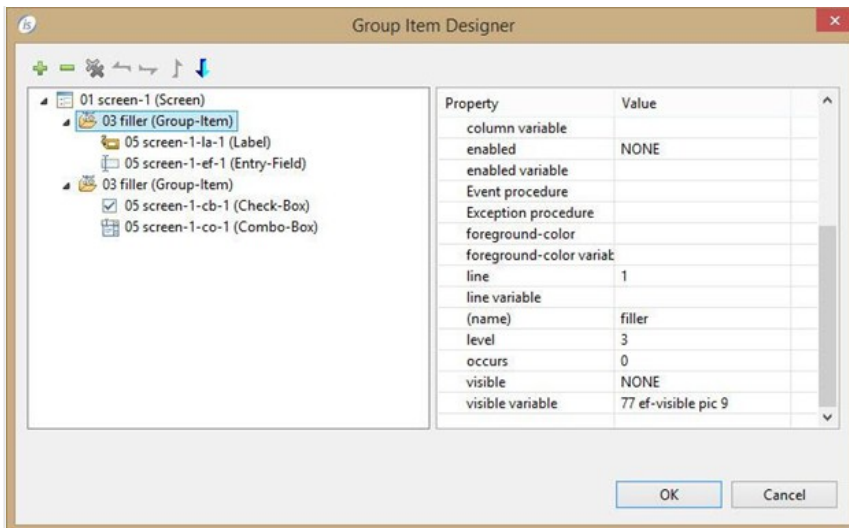 is
Group Item Designer
01 screen-1 (Screen)
03 filler (Group-Item)
05 screen-1-la-1 (Label)
05 screen-1-ef-1 (Entry-Field)
03 filler (Group-Item)
05 screen-1-cb-1 (Check-Box)
05 screen-1-co-1 (Combo-Box)
Property Value
column variable
enabled NONE
enabled variable
Event procedure
Exception procedure
foreground-color
foreground-color variab
line 1
line variable
(name) filler
level 3
occurs 0
visible NONE
visible variable 77 ef-visible pic 9
OK Cancel